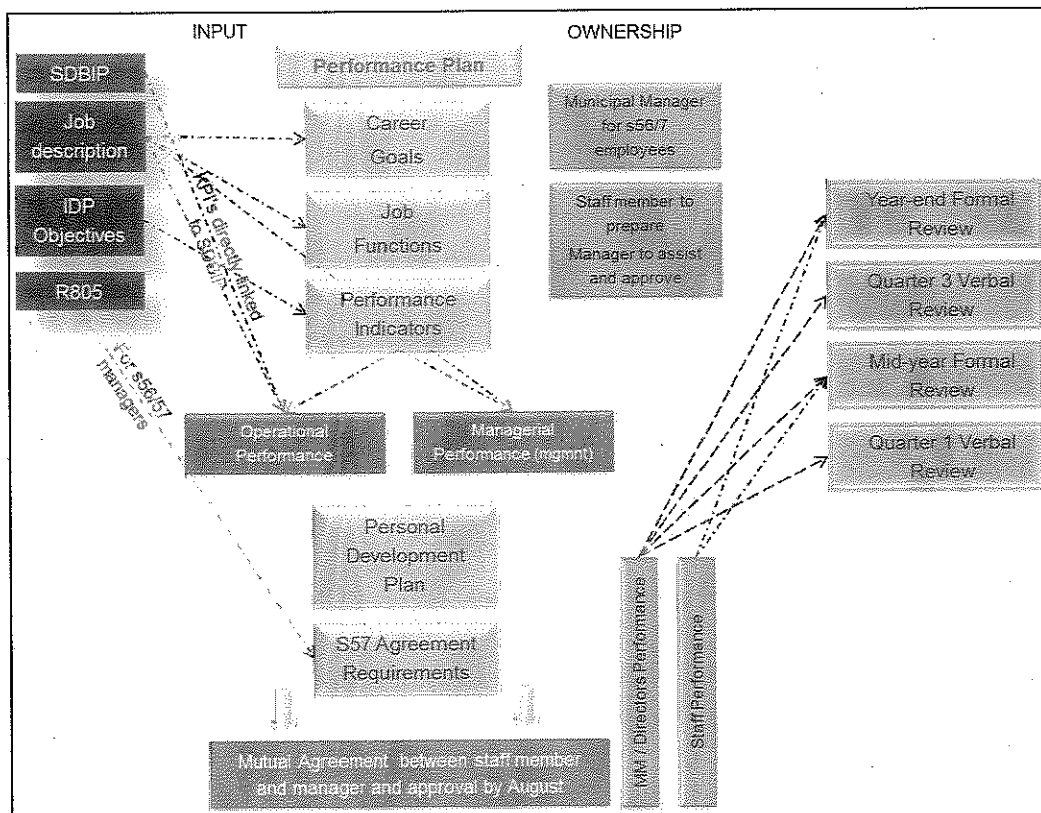 INPUT
OWNERSHIP
SDBIP
Job
description
IDP
Objectives
R805
KPI's directly linked
to SDBIP
For s56/57
managers
Performance Plan
Career
Goals
Job
Functions
Performance
Indicators
Operational
Performance
Managerial
Performance (mgmnt)
Personal
Development
Plan
S57 Agreement
Requirements
Mutual Agreement between staff member
and manager and approval by August
Municipal Manager
for s56/7
employees
Staff member to
prepare
Manager to assist
and approve
MM / Directors Performance
Staff Performance
Year-end Formal
Review
Quarter 3 Verbal
Review
Mid-year Formal
Review
Quarter 1 Verbal
Review